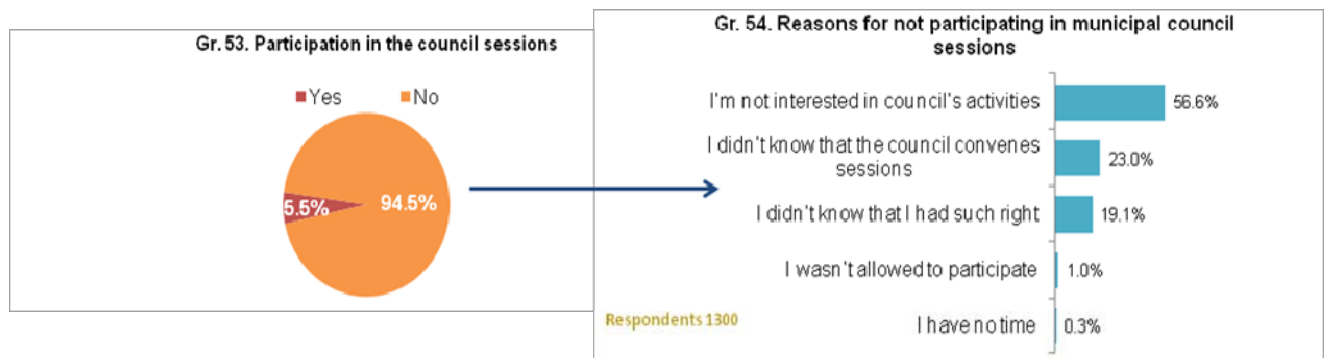 Gr. 53. Participation in the council sessions
Yes No
5.5% 94.5%
Gr. 54. Reasons for not participating in municipal council
sessions
I'm not interested in council's activities 56.6%
I didn't know that the council convenes
sessions 23.0%
I didn't know that I had such right 19.1%
I wasn't allowed to participate 1.0%
I have no time 0.3%
Respondents 1300